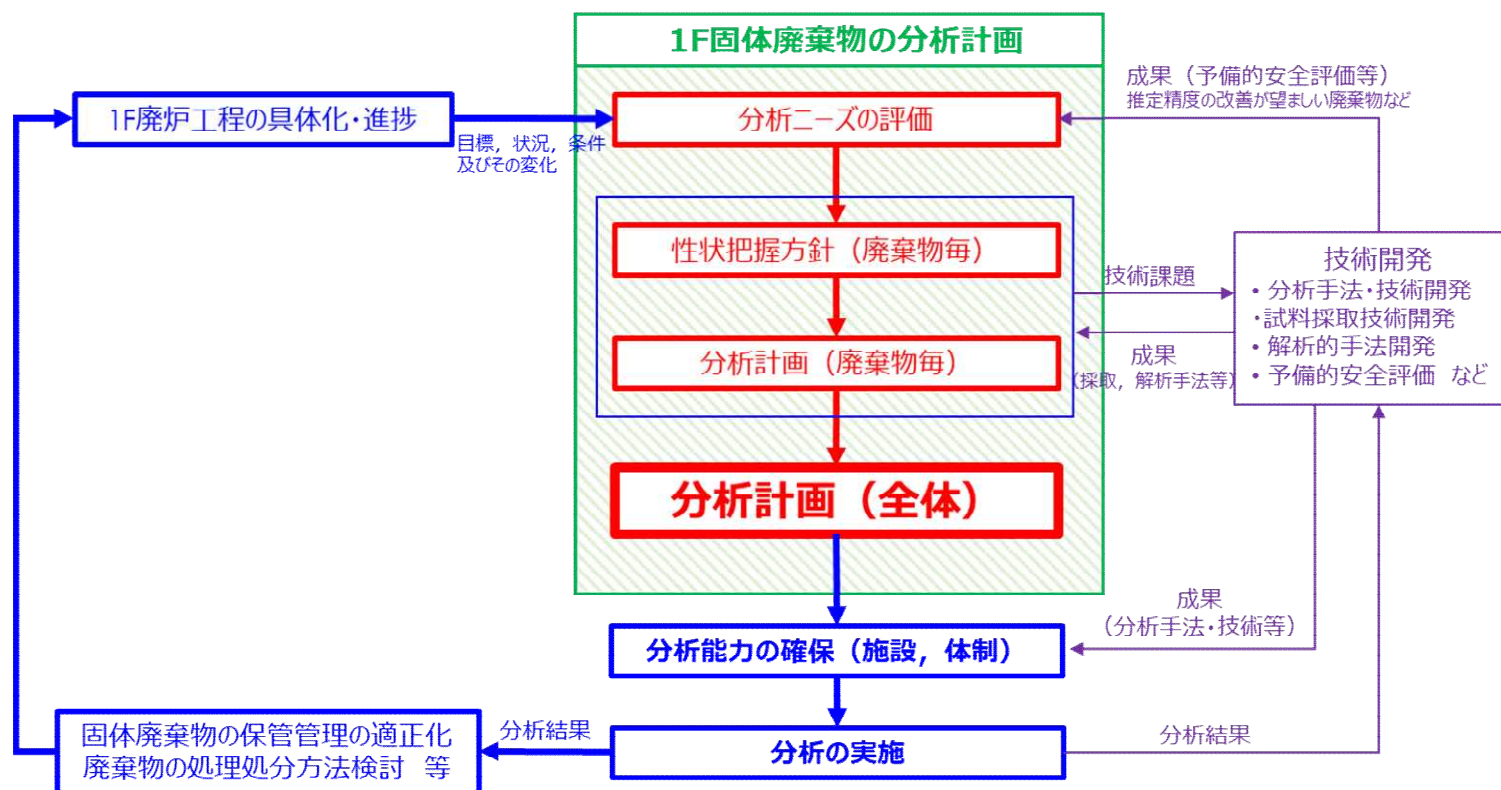 1F固体廃棄物の分析計画
1F廃炉工程の具体化・進捗
目標，状況，条件
及びその変化
分析ニーズの評価
成果（予備的安全評価等）
推定精度の改善が望ましい廃棄物など
性状把握方針（廃棄物毎）
分析計画（廃棄物毎）
技術課題
成果
（採取，解析手法等）
技術開発
・分析手法・技術開発
・試料採取技術開発
・解析的手法開発
・予備的安全評価 など
分析計画（全体）
成果
（分析手法・技術等）
分析能力の確保（施設，体制）
分析の実施
分析結果
分析結果
固体廃棄物の保管管理の適正化
廃棄物の処理処分方法検討 等